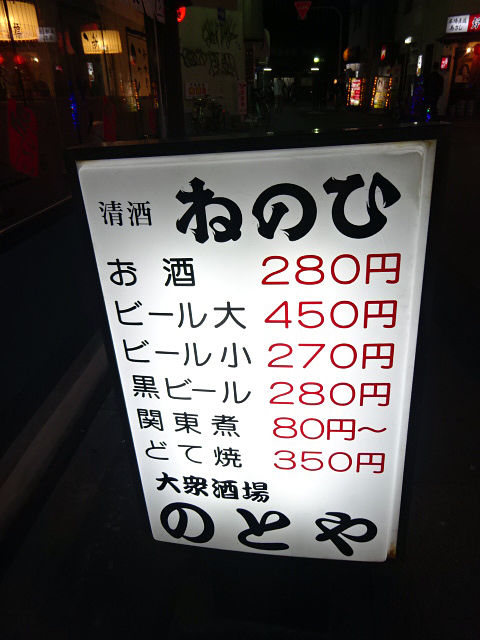 清酒 ねのひ
お酒 280円
ビール大 450円
ビール小 270円
黒ビール 280円
関東煮 80円～
どて焼 350円
大衆酒場
のとや